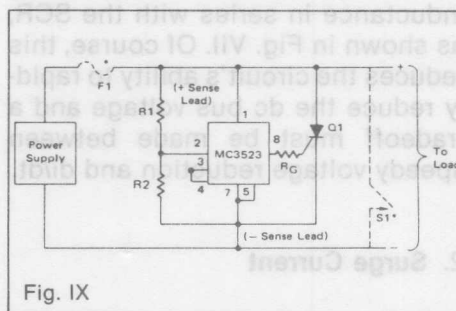 inductance in series with the SCR
as shown in Fig. VII. Of course, this
reduces the circuit's ability to rapid-
ly reduce the dc bus voltage and a
tradeoff must be made between
speedy voltage reduction and di/dt.
2. Surge Current
F1
*
(+ Sense
Lead)
+
R1
1
Q1
Power
Supply
2
3
4
MC3523
8
RG
To
Load
R2
7
5
S1*
(– Sense Lead)
–
Fig. IX